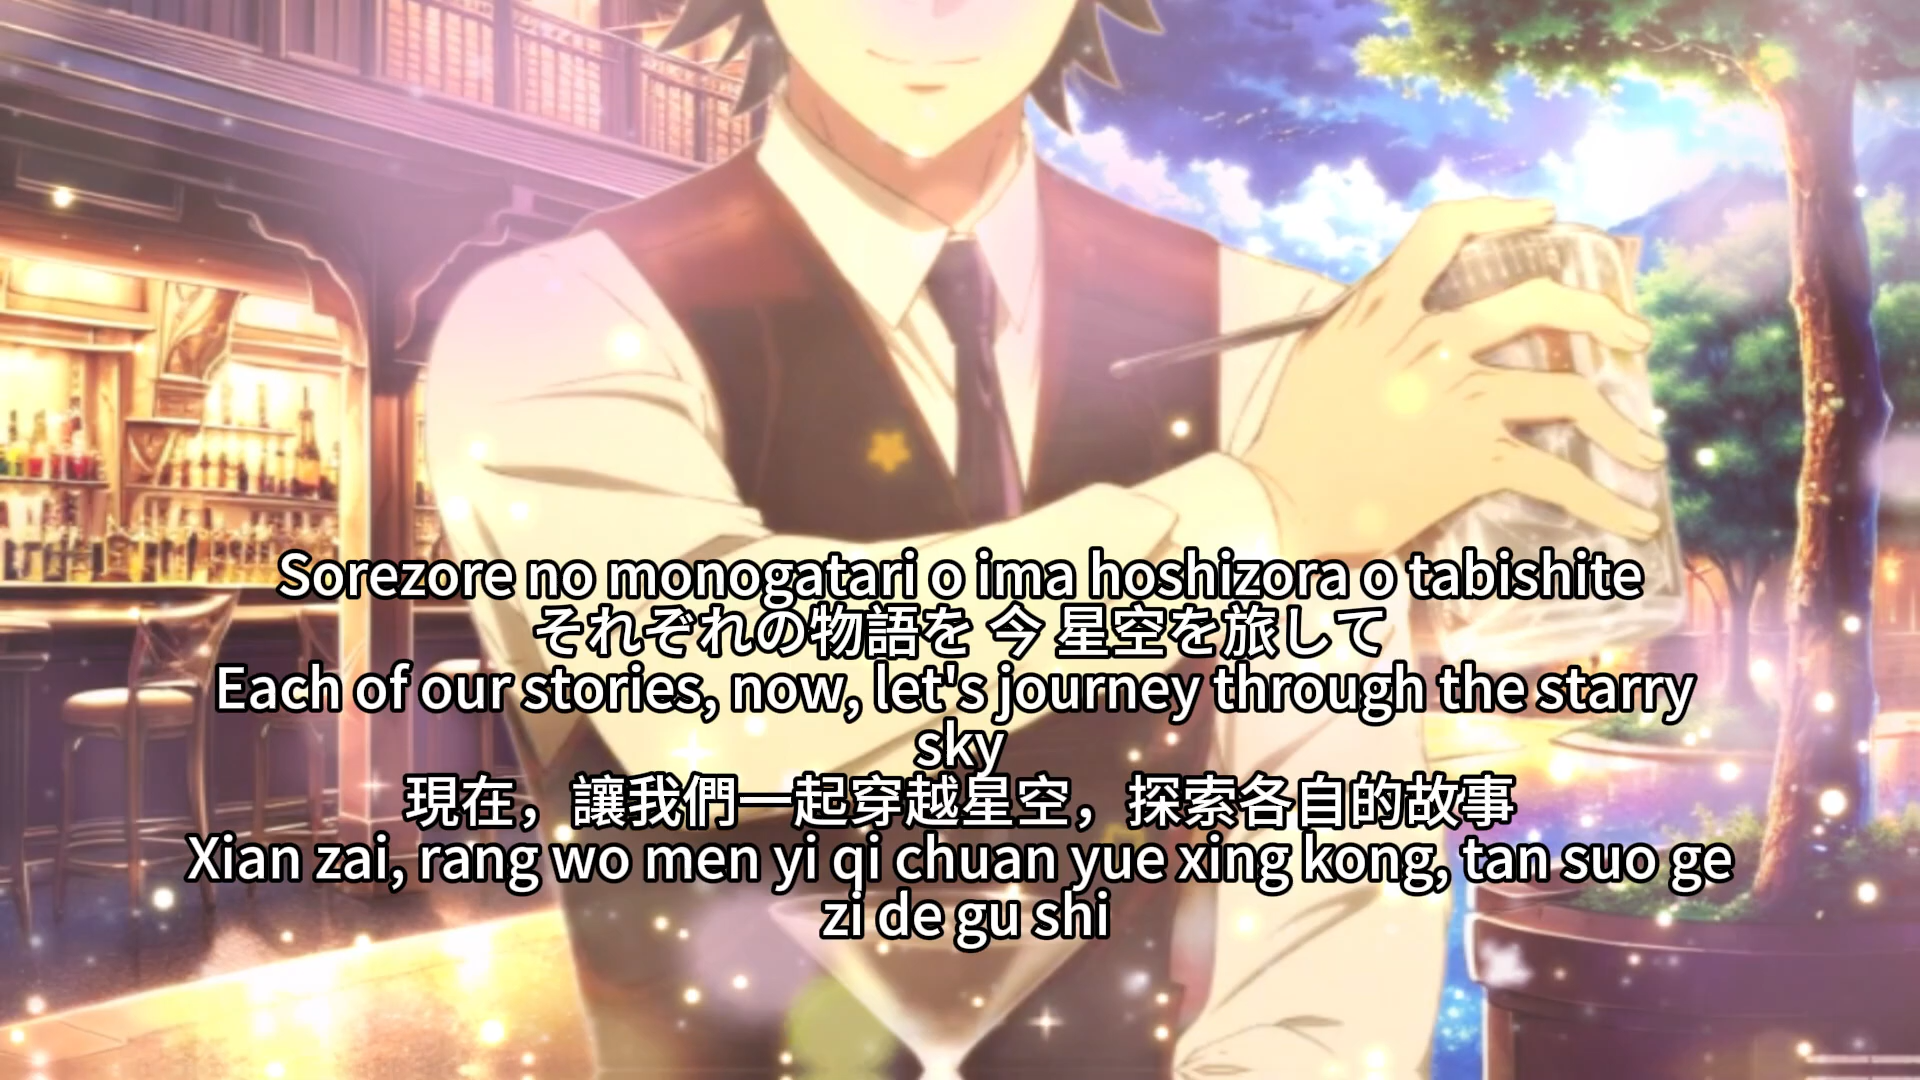 Sorezore no monogatari o ima hoshizora o tabishite
それぞれの物語を 今 星空を旅して
Each of our stories, now, let's journey through the starry
sky
現在，讓我們一起穿越星空，探索各自的故事
Xian zai, rang wo men yi qi chuan yue xing kong, tan suo ge
zi de gu shi